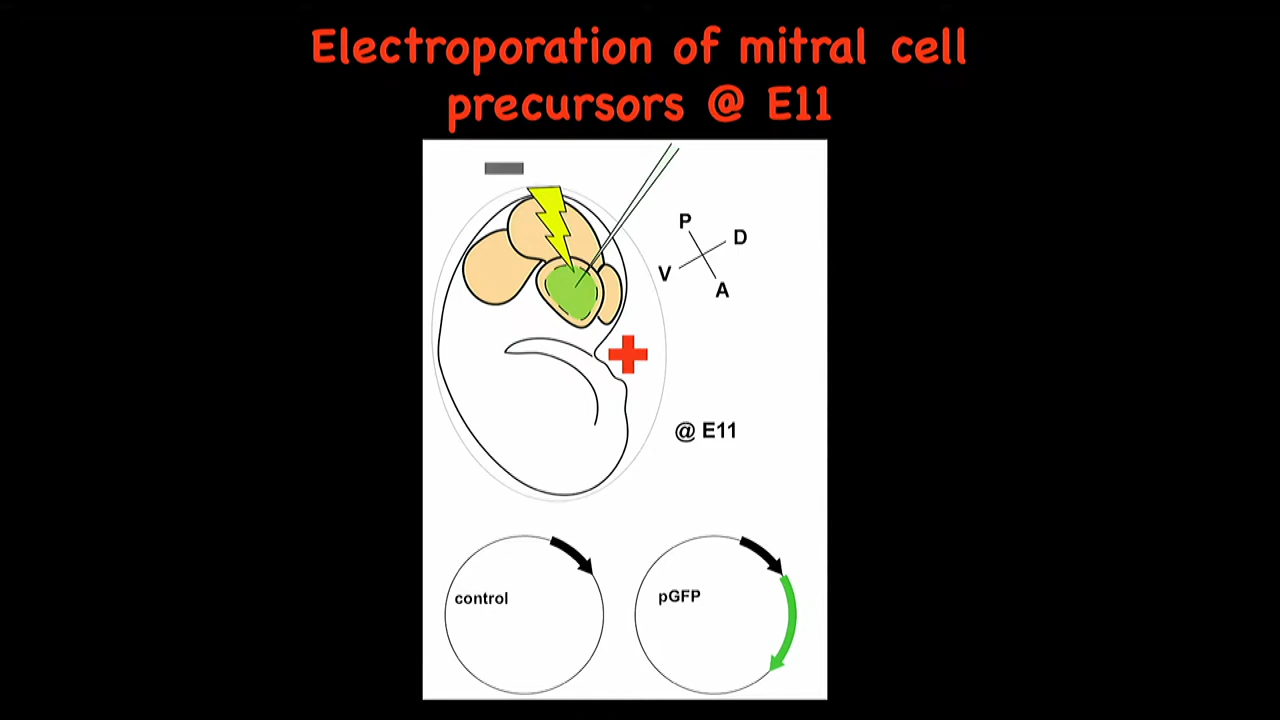 Electroporation of mitral cell
precursors @ E11
P
D
V
A
@ E11
control
pGFP